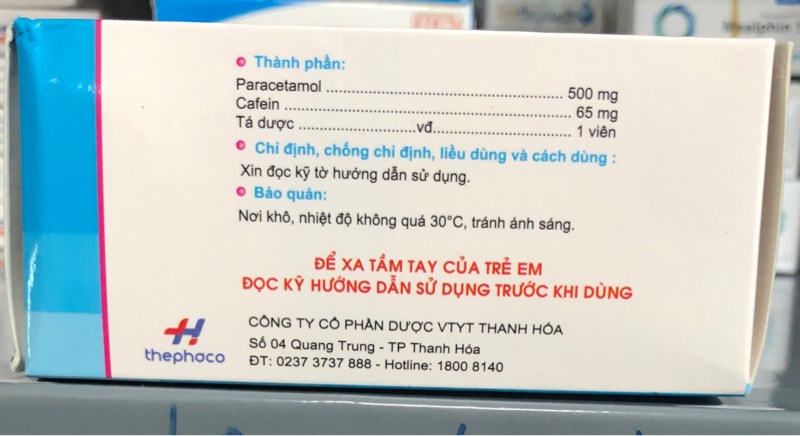 Thành phần:
Paracetamol ........................................................ 500 mg
Cafein .................................................................. 65 mg
Tá dược ...........................vđ................................ 1 viên
Chỉ định, chống chỉ định, liều dùng và cách dùng :
Xin đọc kỹ tờ hướng dẫn sử dụng.
Bảo quản:
Nơi khô, nhiệt độ không quá 30°C, tránh ánh sáng.
ĐỂ XA TẦM TAY CỦA TRẺ EM
ĐỌC KỸ HƯỚNG DẪN SỬ DỤNG TRƯỚC KHI DÙNG
thephaco
CÔNG TY CỔ PHẦN DƯỢC VTYT THANH HÓA
Số 04 Quang Trung - TP Thanh Hóa
ĐT: 0237 3737 888 - Hotline: 1800 8140